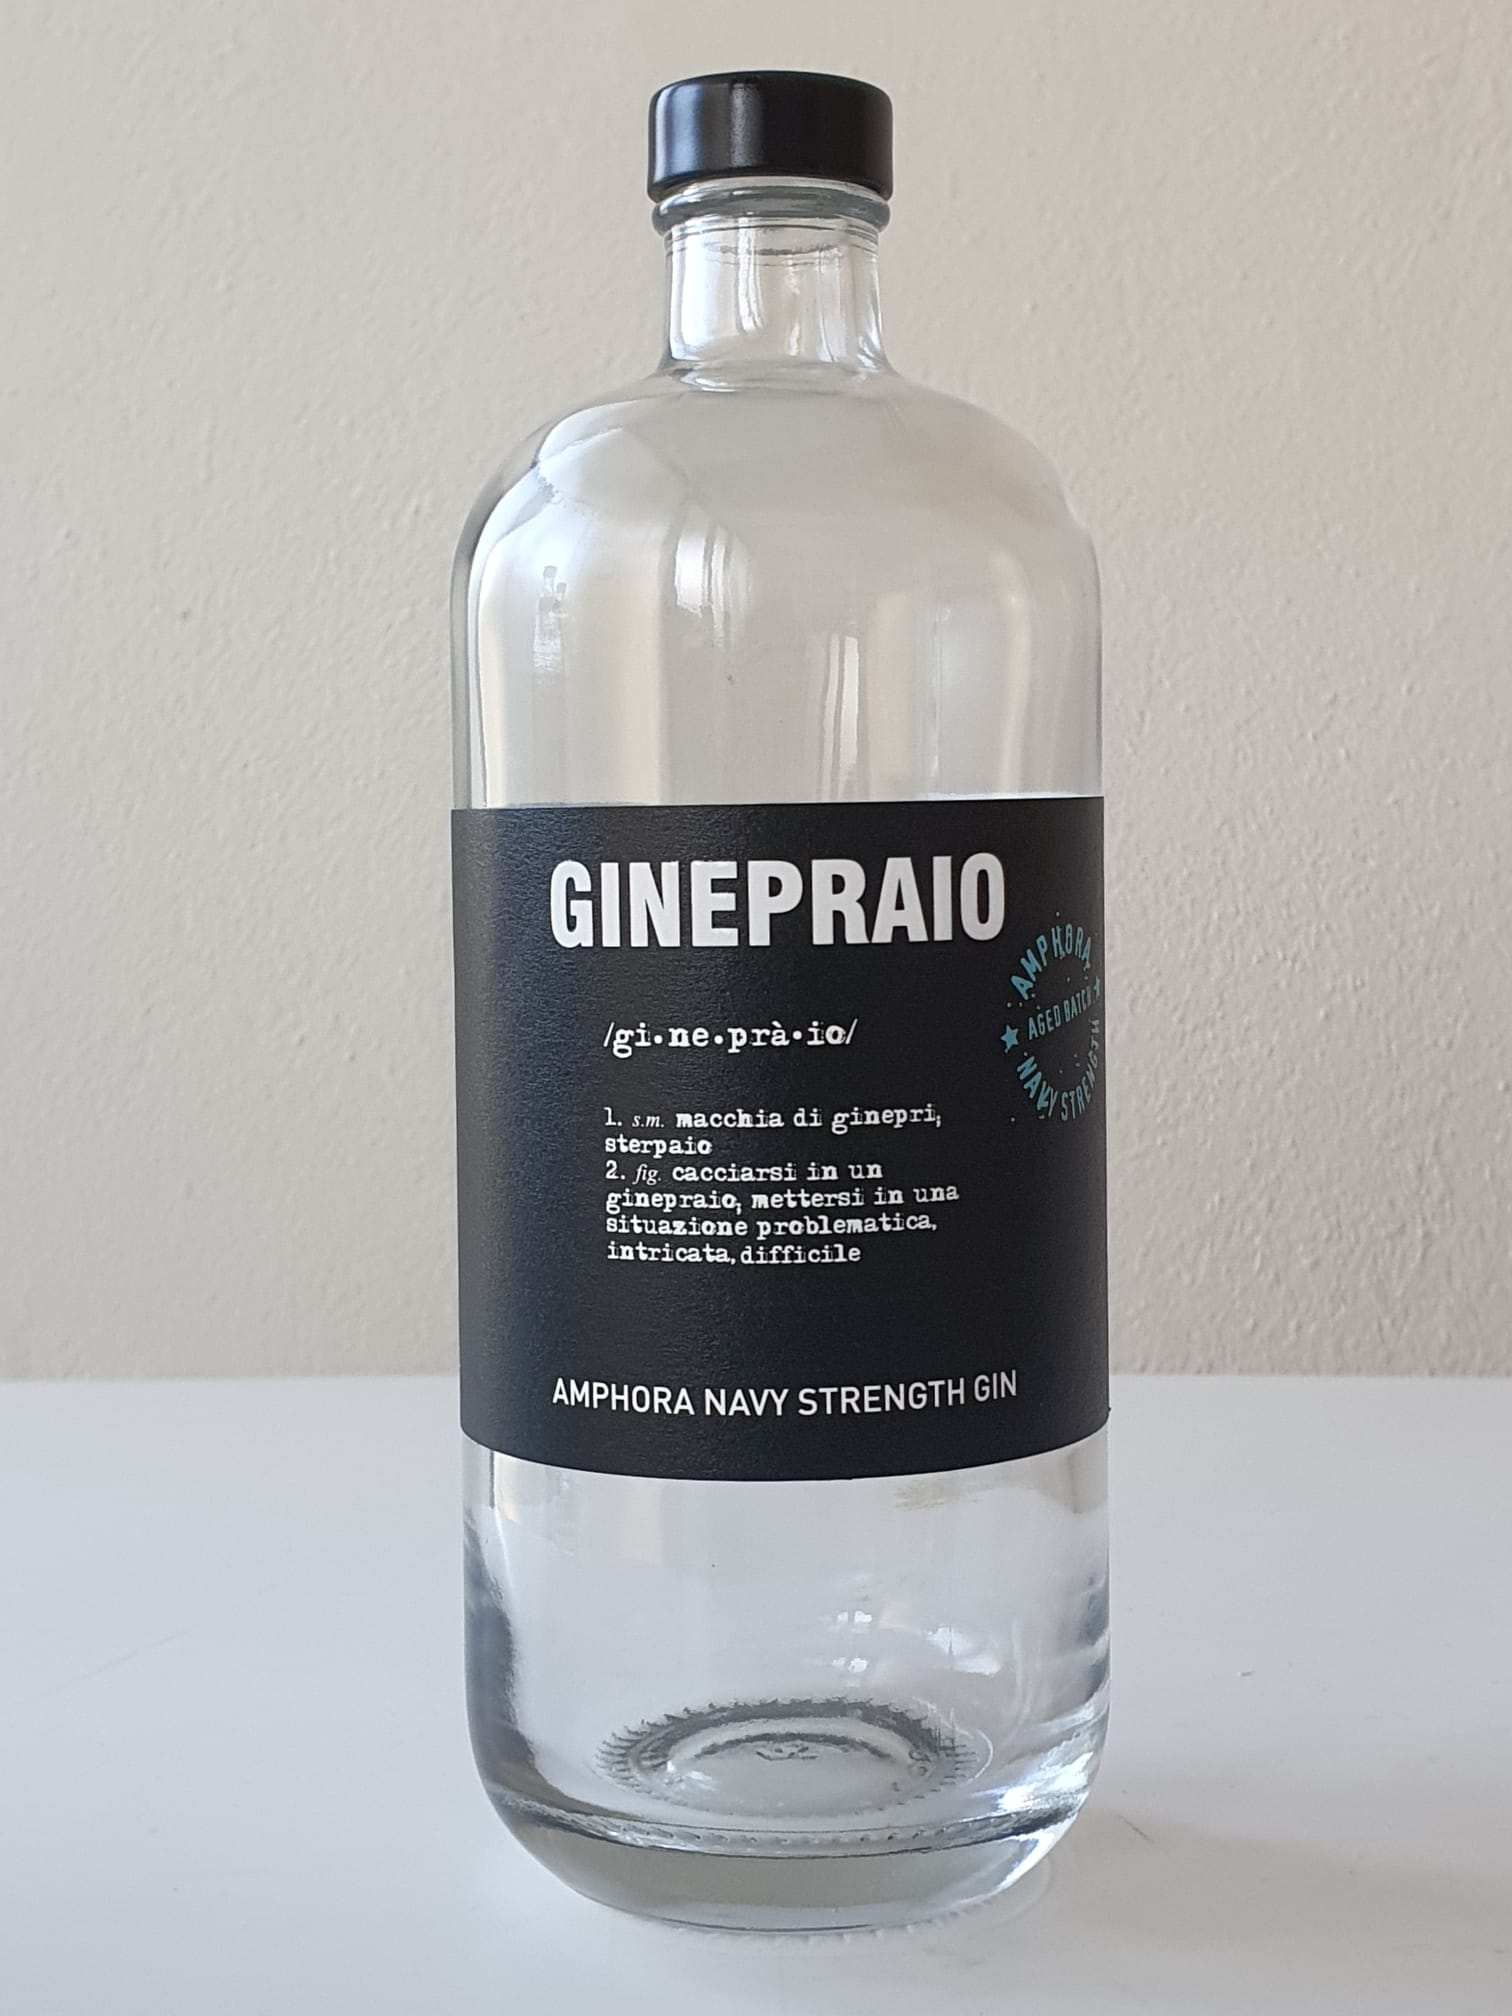 GINEPRAIO
/gi•ne•prà•io/
1. s.m. macchia di ginepri;
sterpaio
2. fig. cacciarsi in un
ginepraio, mettersi in una
situazione problematica,
intricata, difficile
AMPHORA NAVY STRENGTH GIN
AMPHORA
★ AGED BATCH ★
NAVY STRENGTH